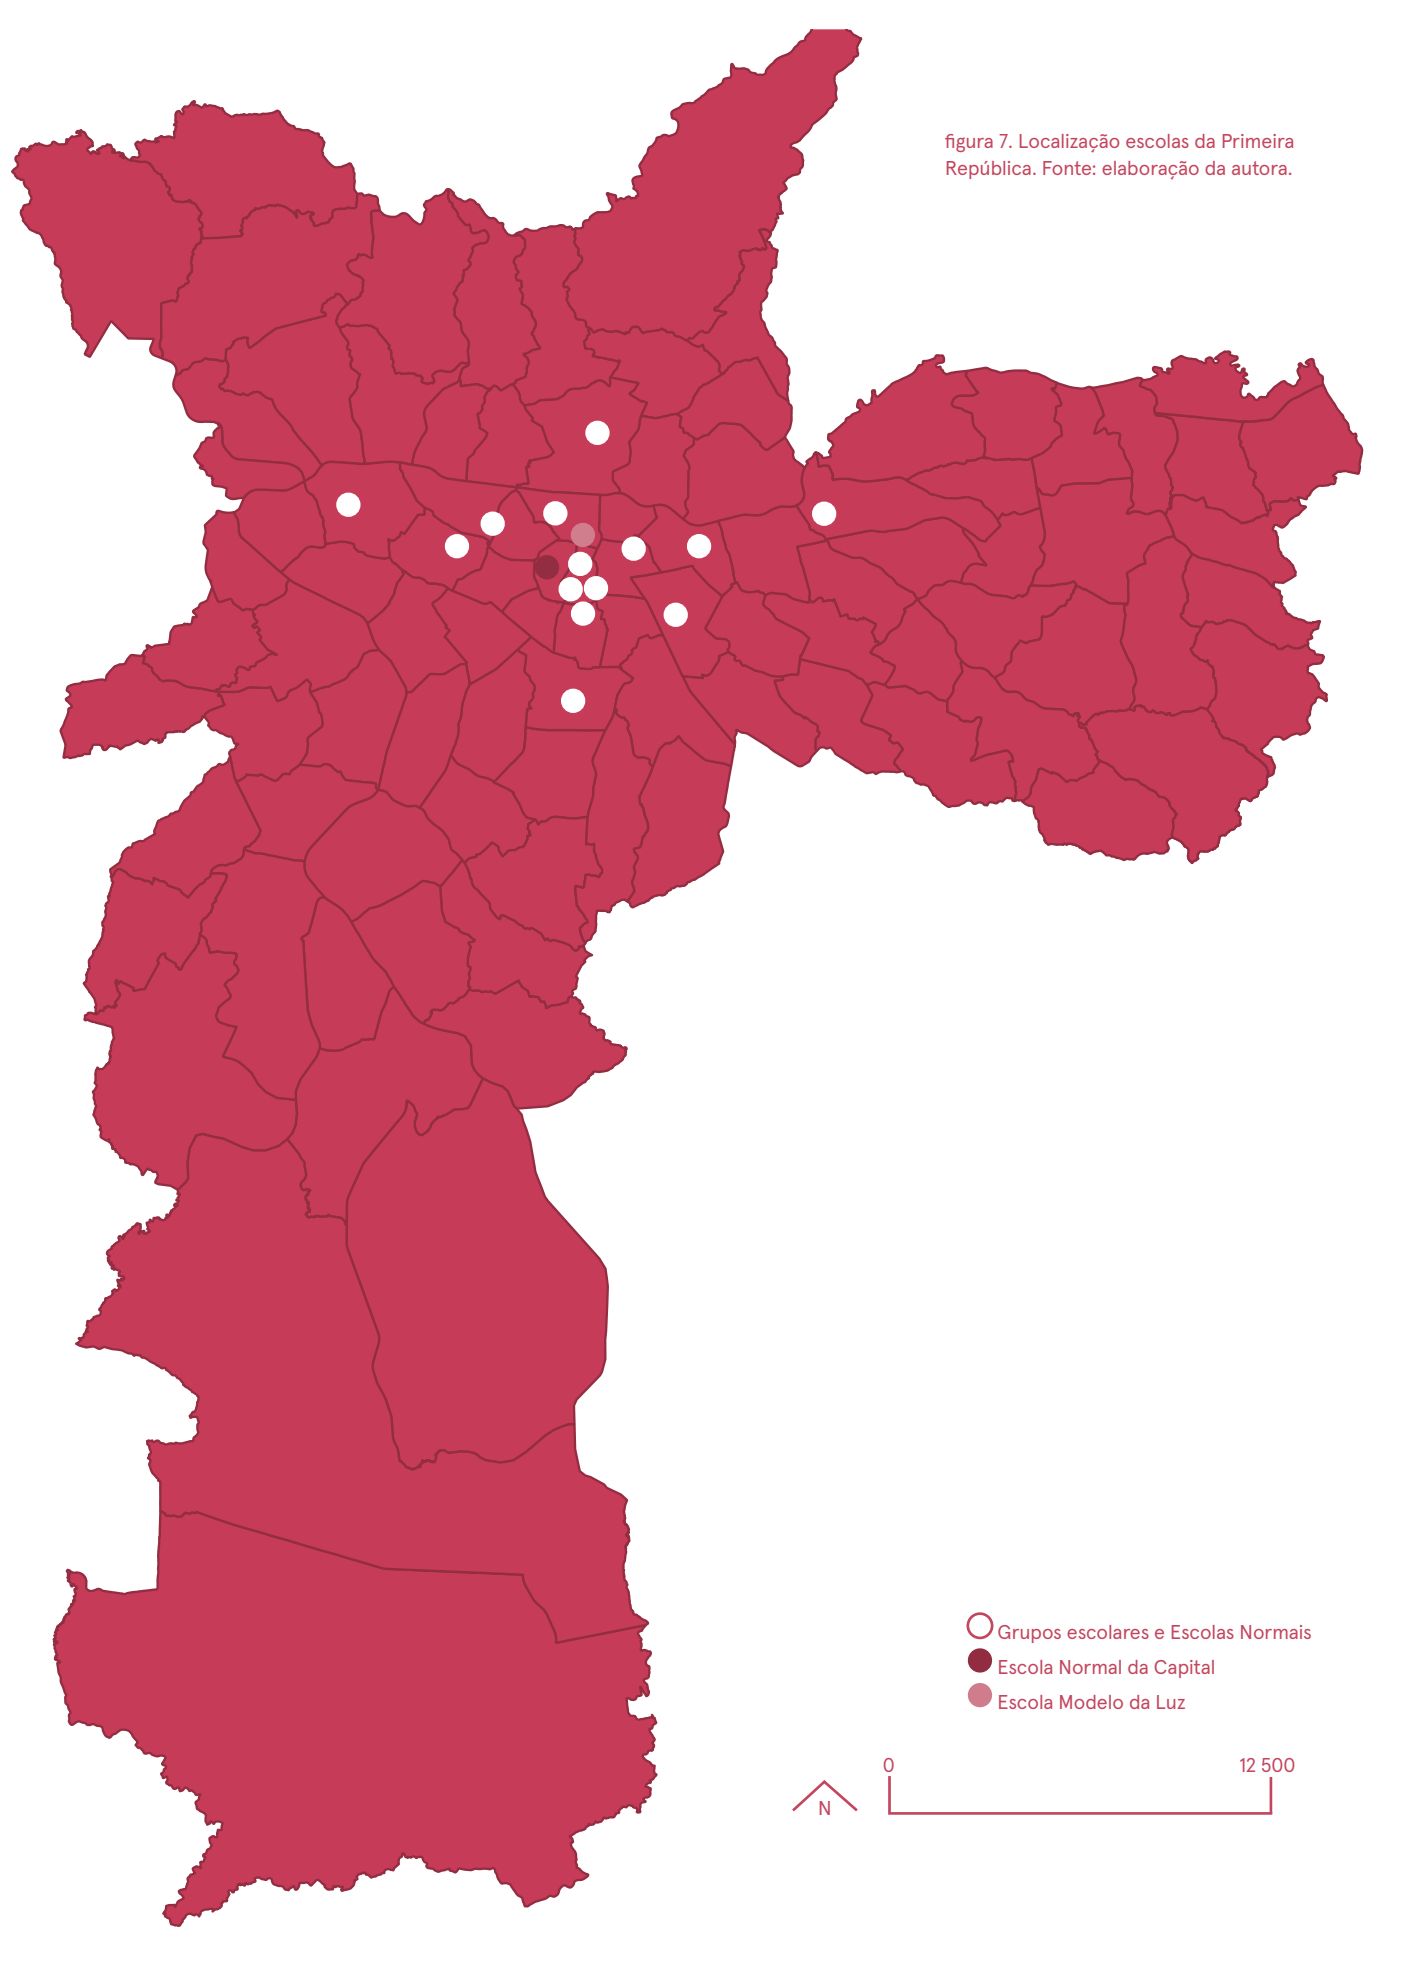 figura 7. Localização escolas da Primeira
República. Fonte: elaboração da autora.
Grupos escolares e Escolas Normais
Escola Normal da Capital
Escola Modelo da Luz
0
12 500
N